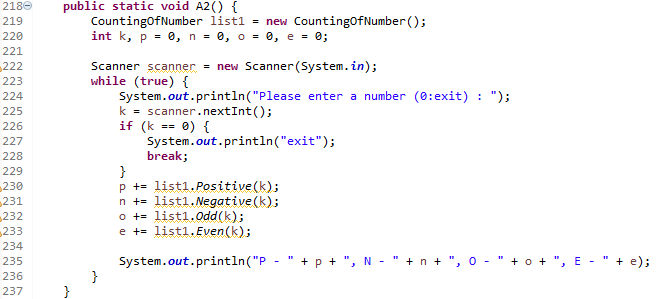 218 public static void A2() {
219 CountingOfNumber list1 = new CountingOfNumber();
220 int k, p = 0, n = 0, o = 0, e = 0;
221
222 Scanner scanner = new Scanner(System.in);
223 while (true) {
224 System.out.println("Please enter a number (0:exit) : ");
225 k = scanner.nextInt();
226 if (k == 0) {
227 System.out.println("exit");
228 break;
229 }
230 p += list1.Positive(k);
231 n += list1.Negative(k);
232 o += list1.Odd(k);
233 e += list1.Even(k);
234
235 System.out.println("P - " + p + ", N - " + n + ", O - " + o + ", E - " + e);
236 }
237 }